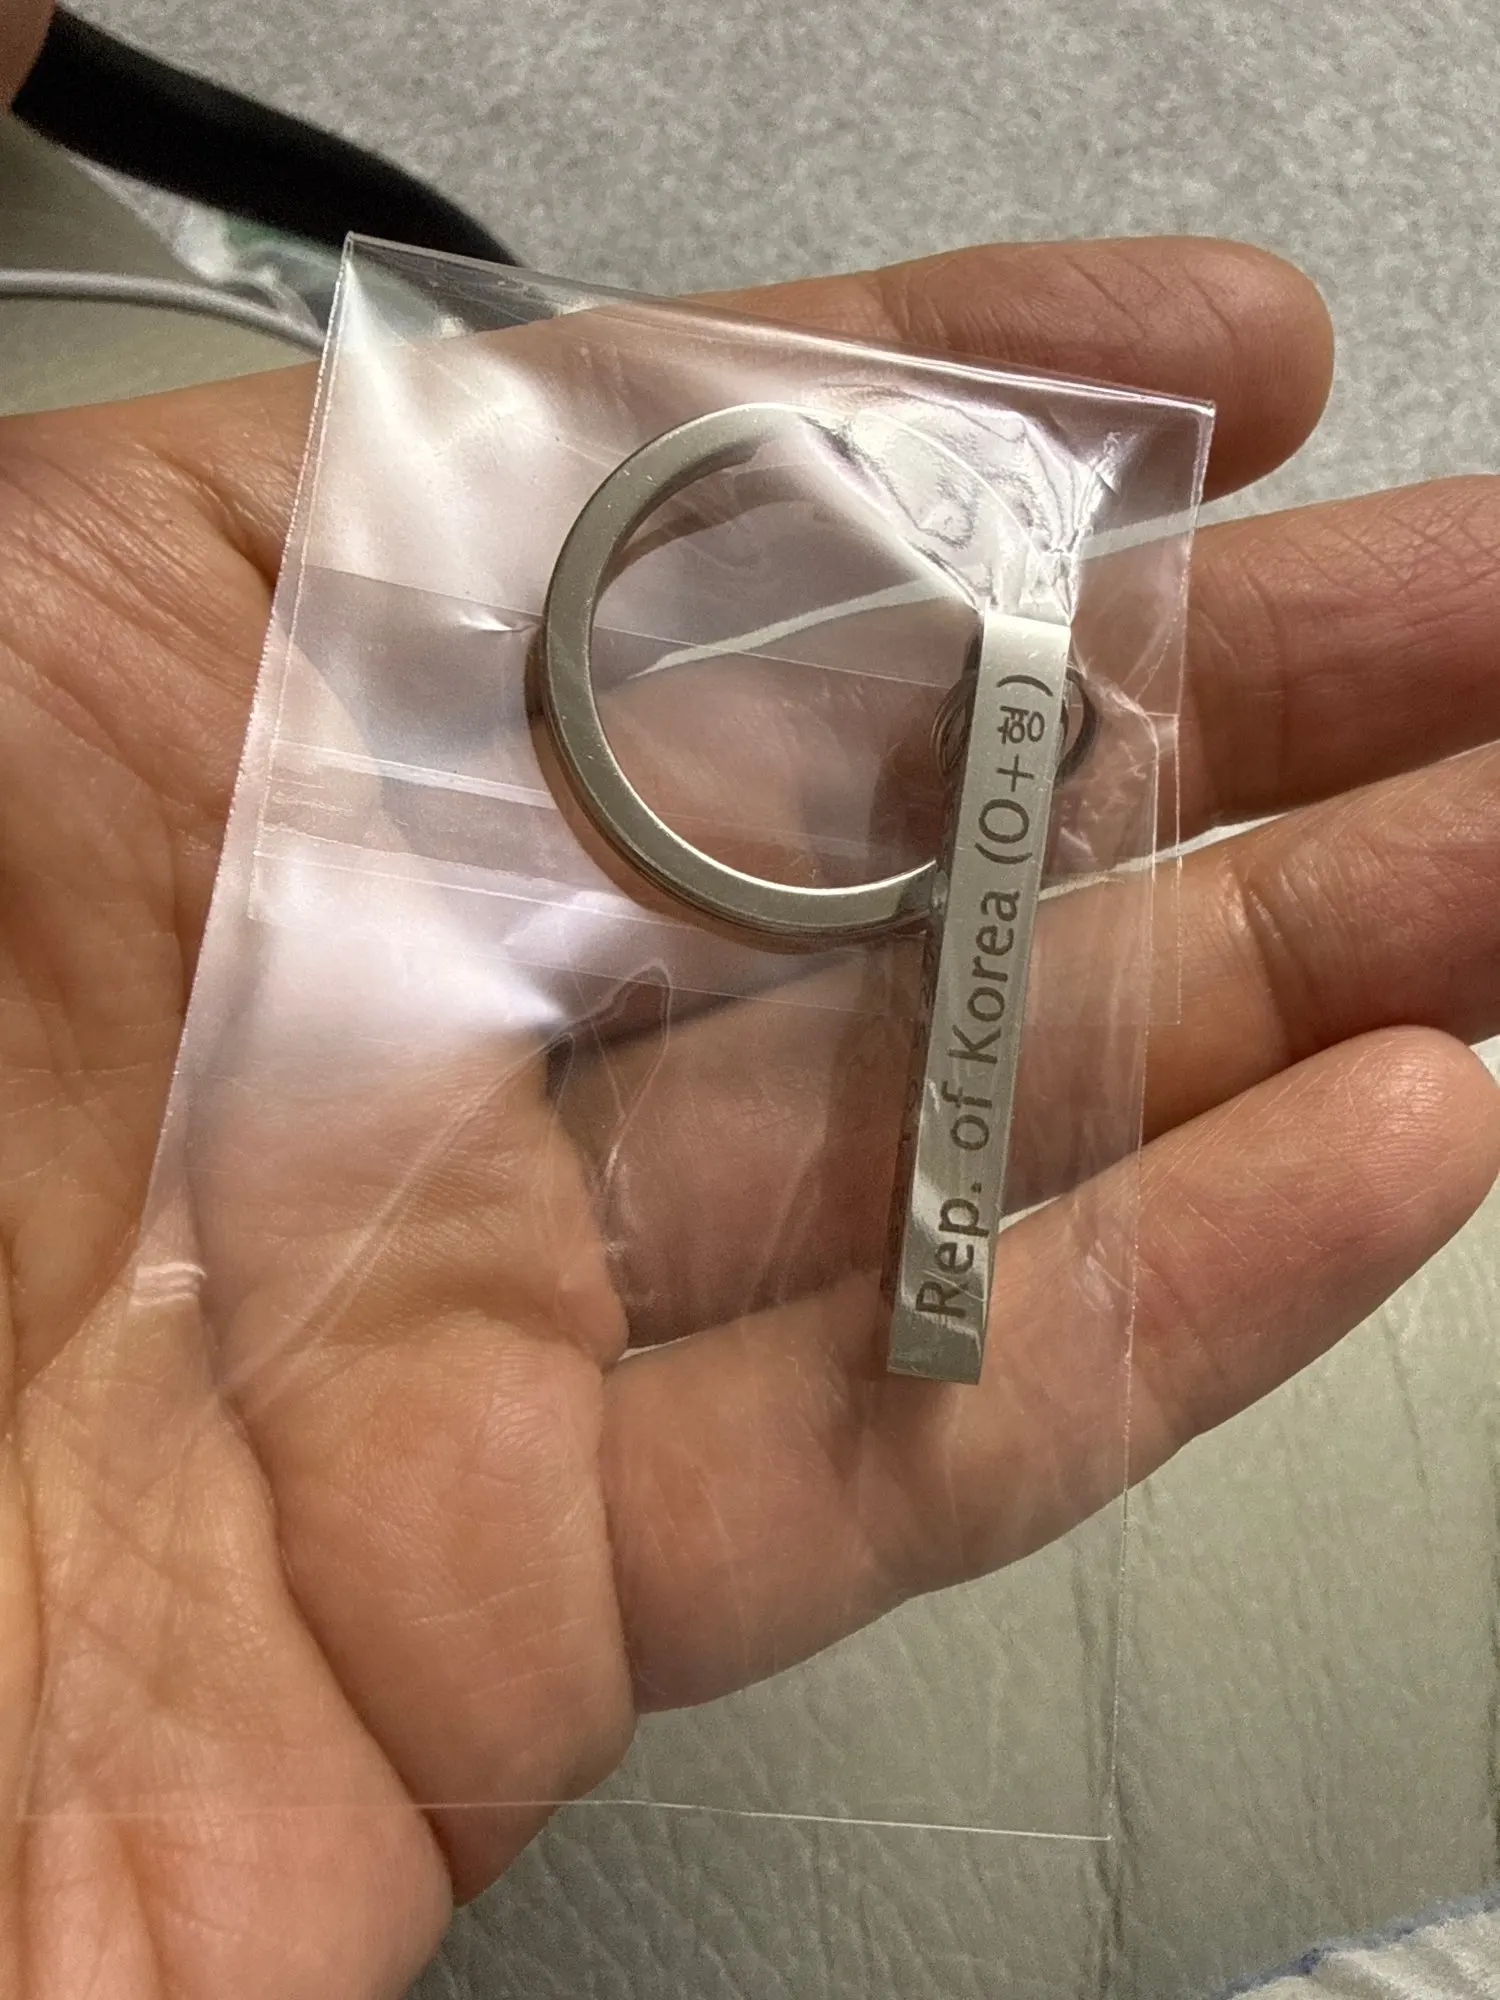 Rep. of Korea (O+형)